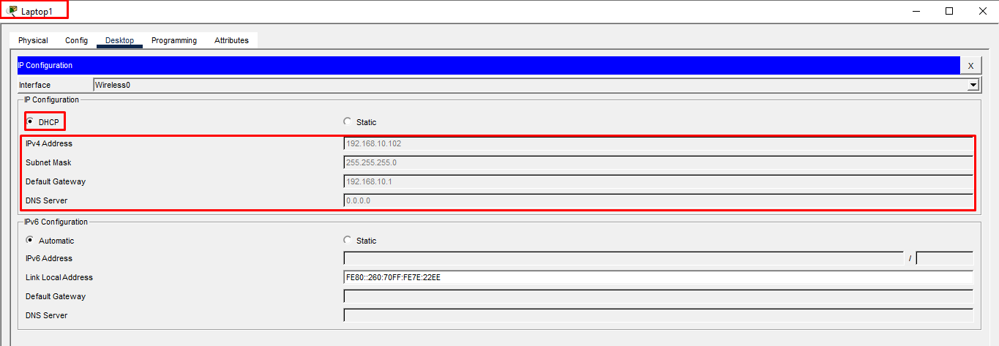 Laptop1
Physical Config Desktop Programming Attributes
IP Configuration X
Interface Wireless0
IP Configuration
DHCP Static
IPv4 Address 192.168.10.102
Subnet Mask 255.255.255.0
Default Gateway 192.168.10.1
DNS Server 0.0.0.0
IPv6 Configuration
Automatic Static
IPv6 Address /
Link Local Address FE80::260:70FF:FE7E:22EE
Default Gateway
DNS Server